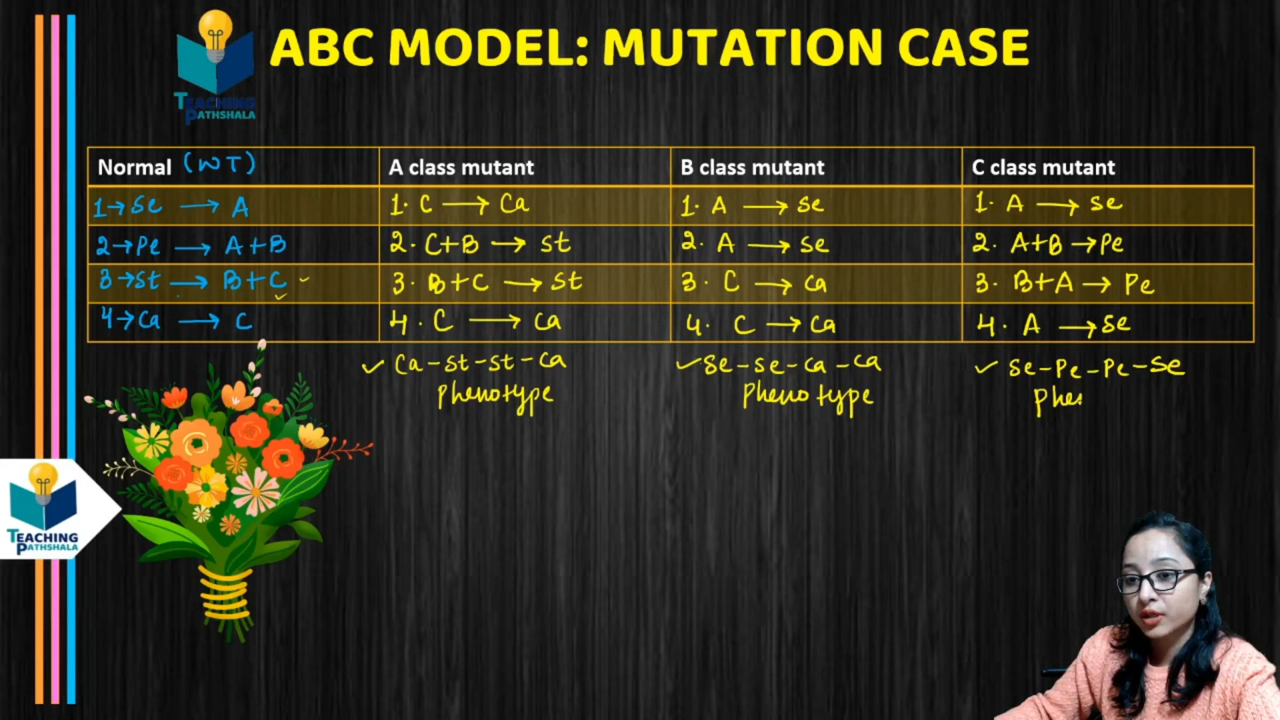 ABC MODEL: MUTATION CASE
TEACHING
PATHSHALA
Normal (WT) A class mutant B class mutant C class mutant
1→Se → A 1. C → Ca 1. A → Se 1. A → Se
2→Pe → A+B 2. C+B → St 2. A → Se 2. A+B → Pe
3→St → B+C 3. B+C → St 3. C → Ca 3. B+A → Pe
4→Ca → C 4. C → Ca 4. C → Ca 4. A → Se
✓ Ca-St-St-Ca ✓ Se-Se-Ca-Ca ✓ Se-Pe-Pe-Se
Phenotype Phenotype Phe
TEACHING
PATHSHALA